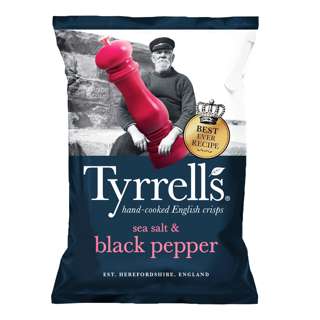 BEST
EVER
RECIPE
Tyrrells®
hand-cooked English crisps
sea salt &
black pepper
EST. HEREFORDSHIRE, ENGLAND